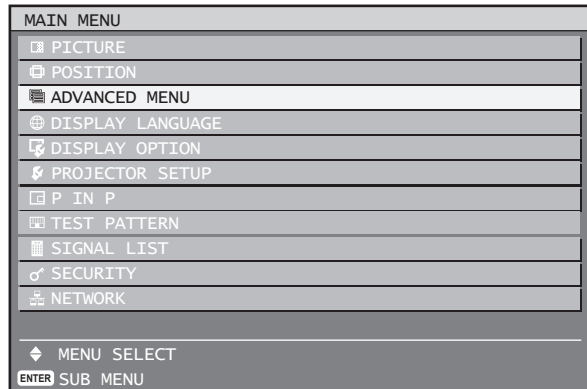 MAIN MENU
PICTURE
POSITION
ADVANCED MENU
DISPLAY LANGUAGE
DISPLAY OPTION
PROJECTOR SETUP
P IN P
TEST PATTERN
SIGNAL LIST
SECURITY
NETWORK
MENU SELECT
ENTER SUB MENU